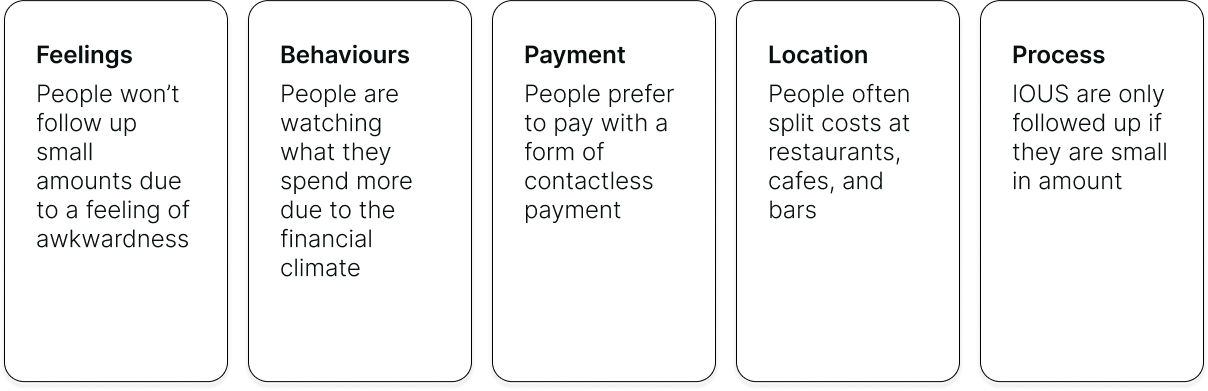 Feelings
People won’t
follow up
small
amounts due
to a feeling of
awkwardness
Behaviours
People are
watching
what they
spend more
due to the
financial
climate
Payment
People prefer
to pay with a
form of
contactless
payment
Location
People often
split costs at
restaurants,
cafes, and
bars
Process
IOUS are only
followed up if
they are small
in amount